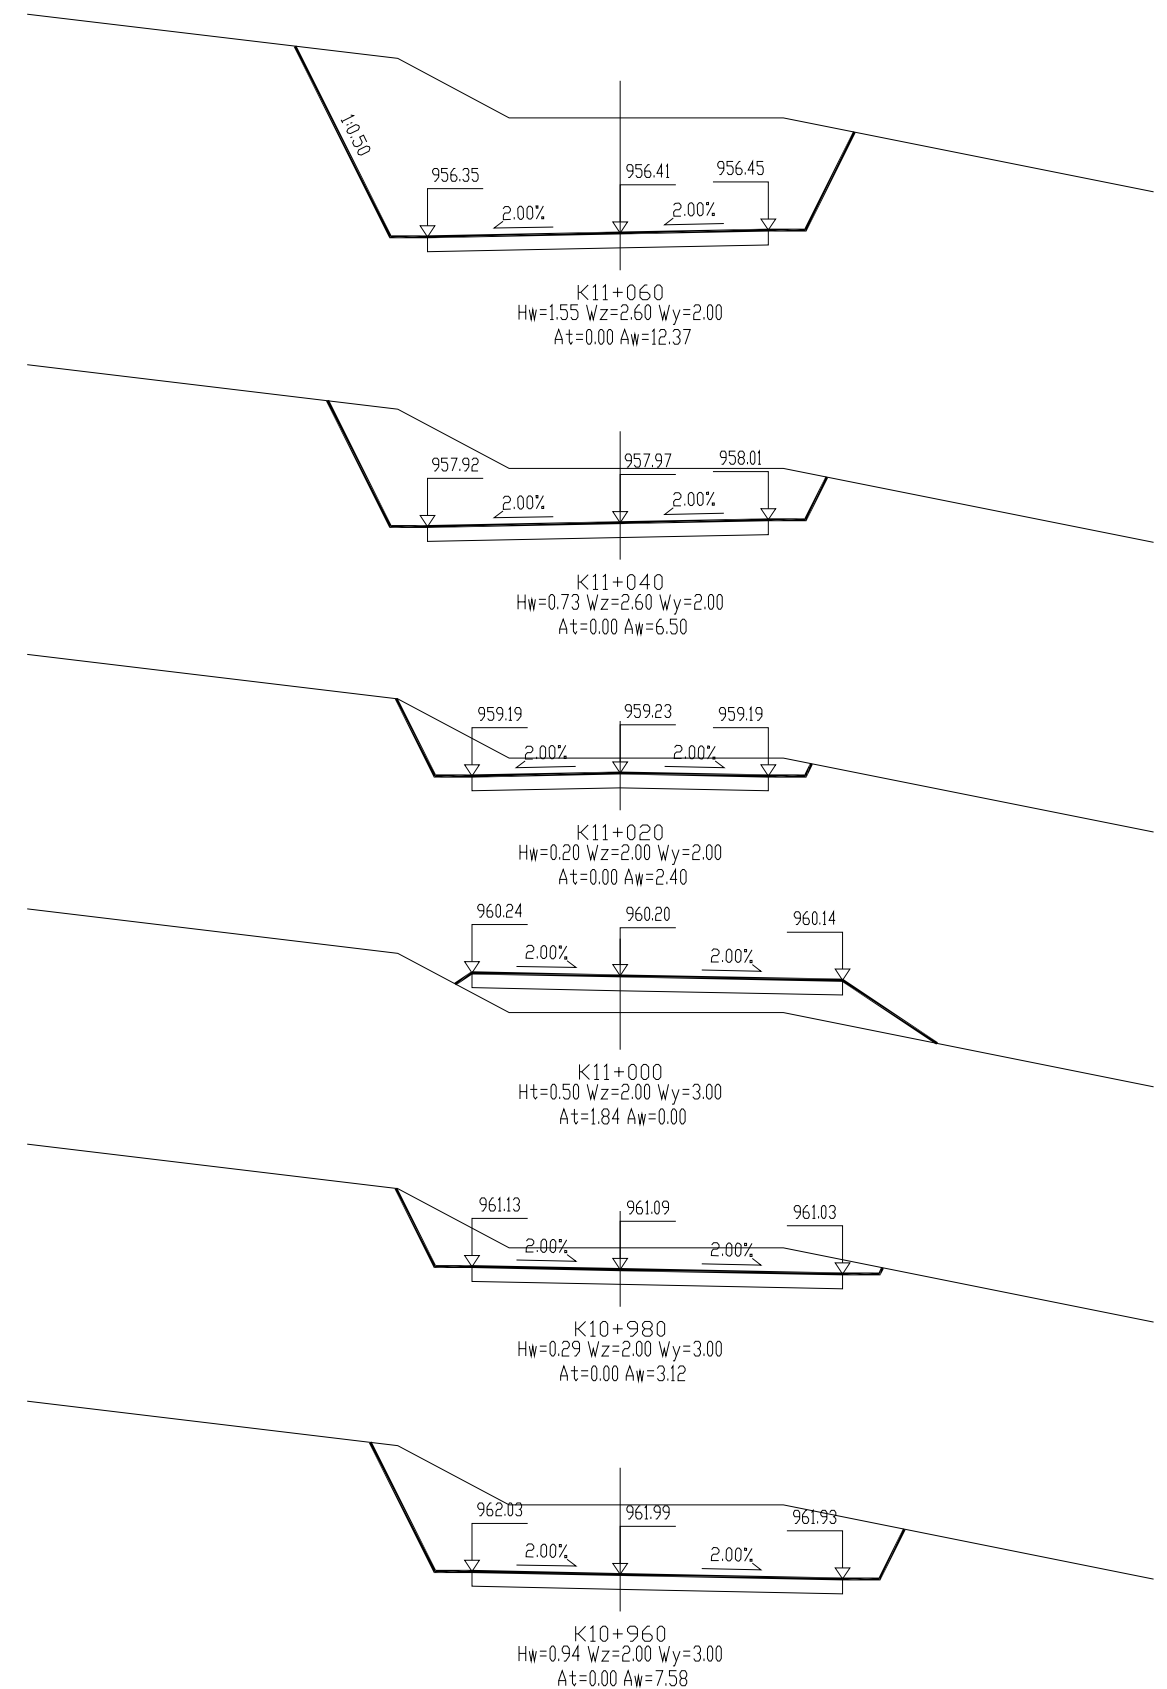 1:0.50
956.35 956.41 956.45
2.00% 2.00%
K11+060
Hw=1.55 Wz=2.60 Wy=2.00
At=0.00 Aw=12.37
957.92 957.97 958.01
2.00% 2.00%
K11+040
Hw=0.73 Wz=2.60 Wy=2.00
At=0.00 Aw=6.50
959.19 959.23 959.19
2.00% 2.00%
K11+020
Hw=0.20 Wz=2.00 Wy=2.00
At=0.00 Aw=2.40
960.24 960.20 960.14
2.00% 2.00%
K11+000
Ht=0.50 Wz=2.00 Wy=3.00
At=1.84 Aw=0.00
961.13 961.09 961.03
2.00% 2.00%
K10+980
Hw=0.29 Wz=2.00 Wy=3.00
At=0.00 Aw=3.12
962.03 961.99 961.93
2.00% 2.00%
K10+960
Hw=0.94 Wz=2.00 Wy=3.00
At=0.00 Aw=7.58